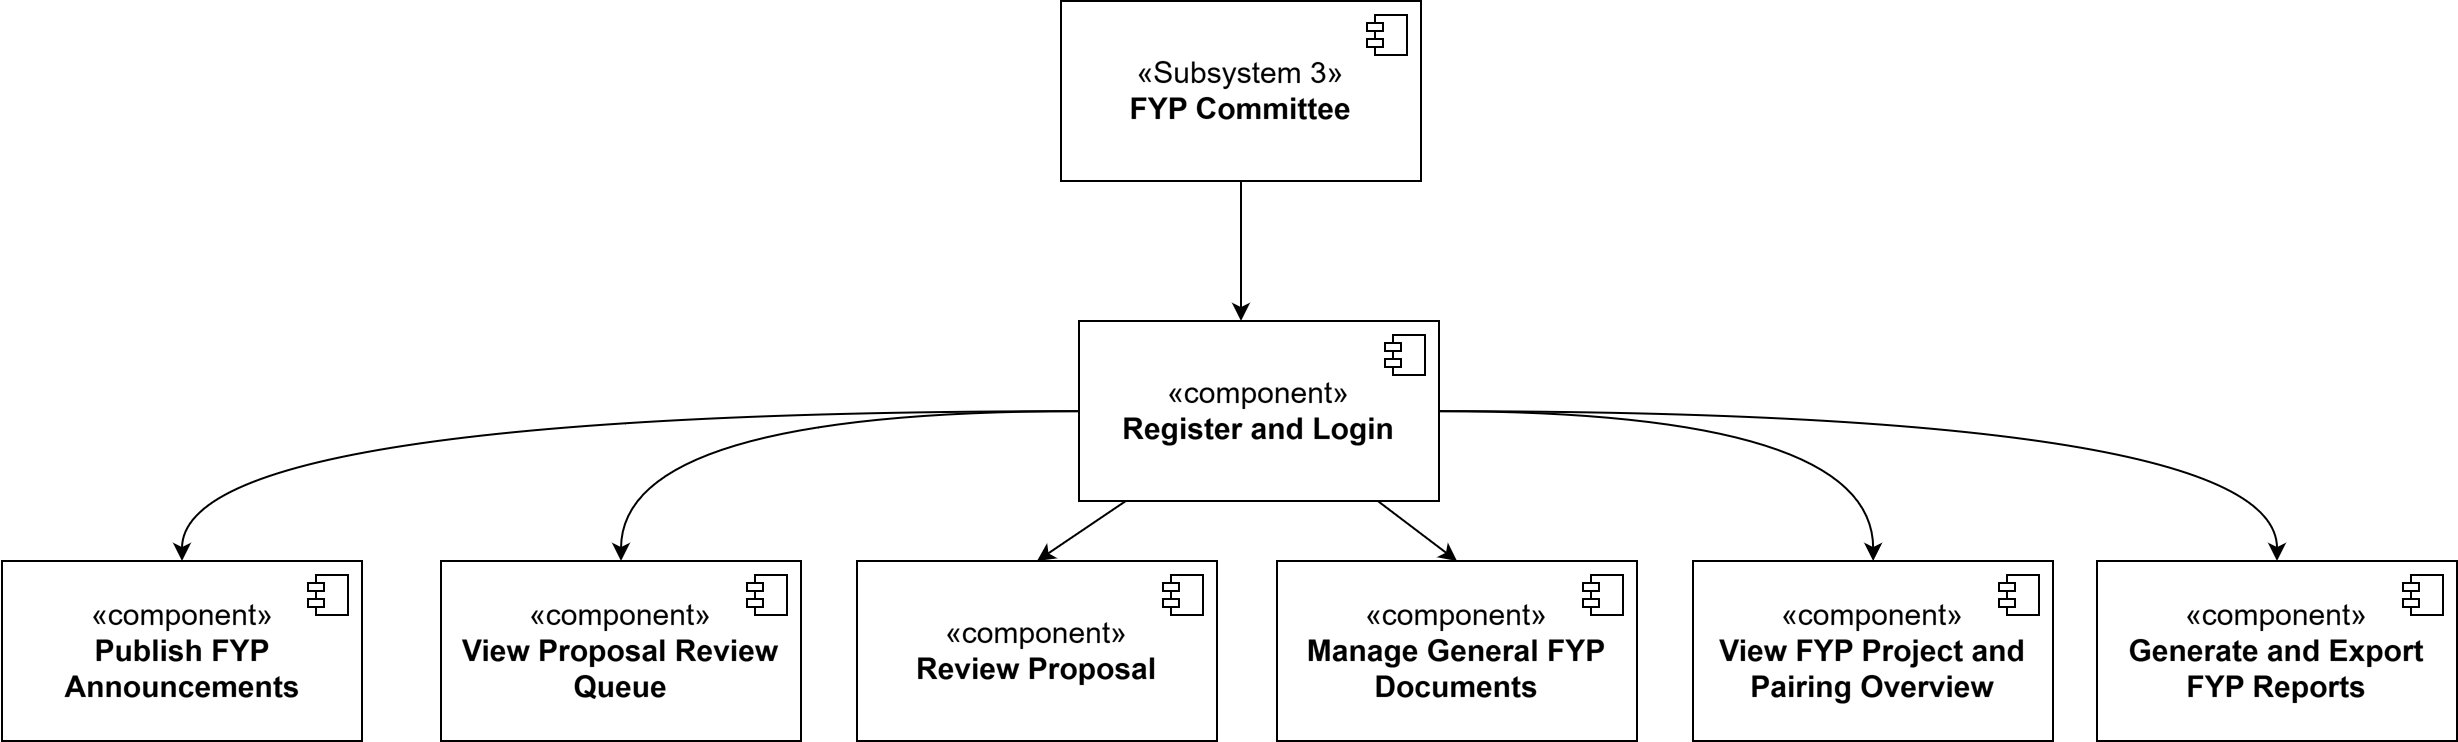 «Subsystem 3»
FYP Committee
«component»
Register and Login
«component»
Publish FYP
Announcements
«component»
View Proposal Review
Queue
«component»
Review Proposal
«component»
Manage General FYP
Documents
«component»
View FYP Project and
Pairing Overview
«component»
Generate and Export
FYP Reports